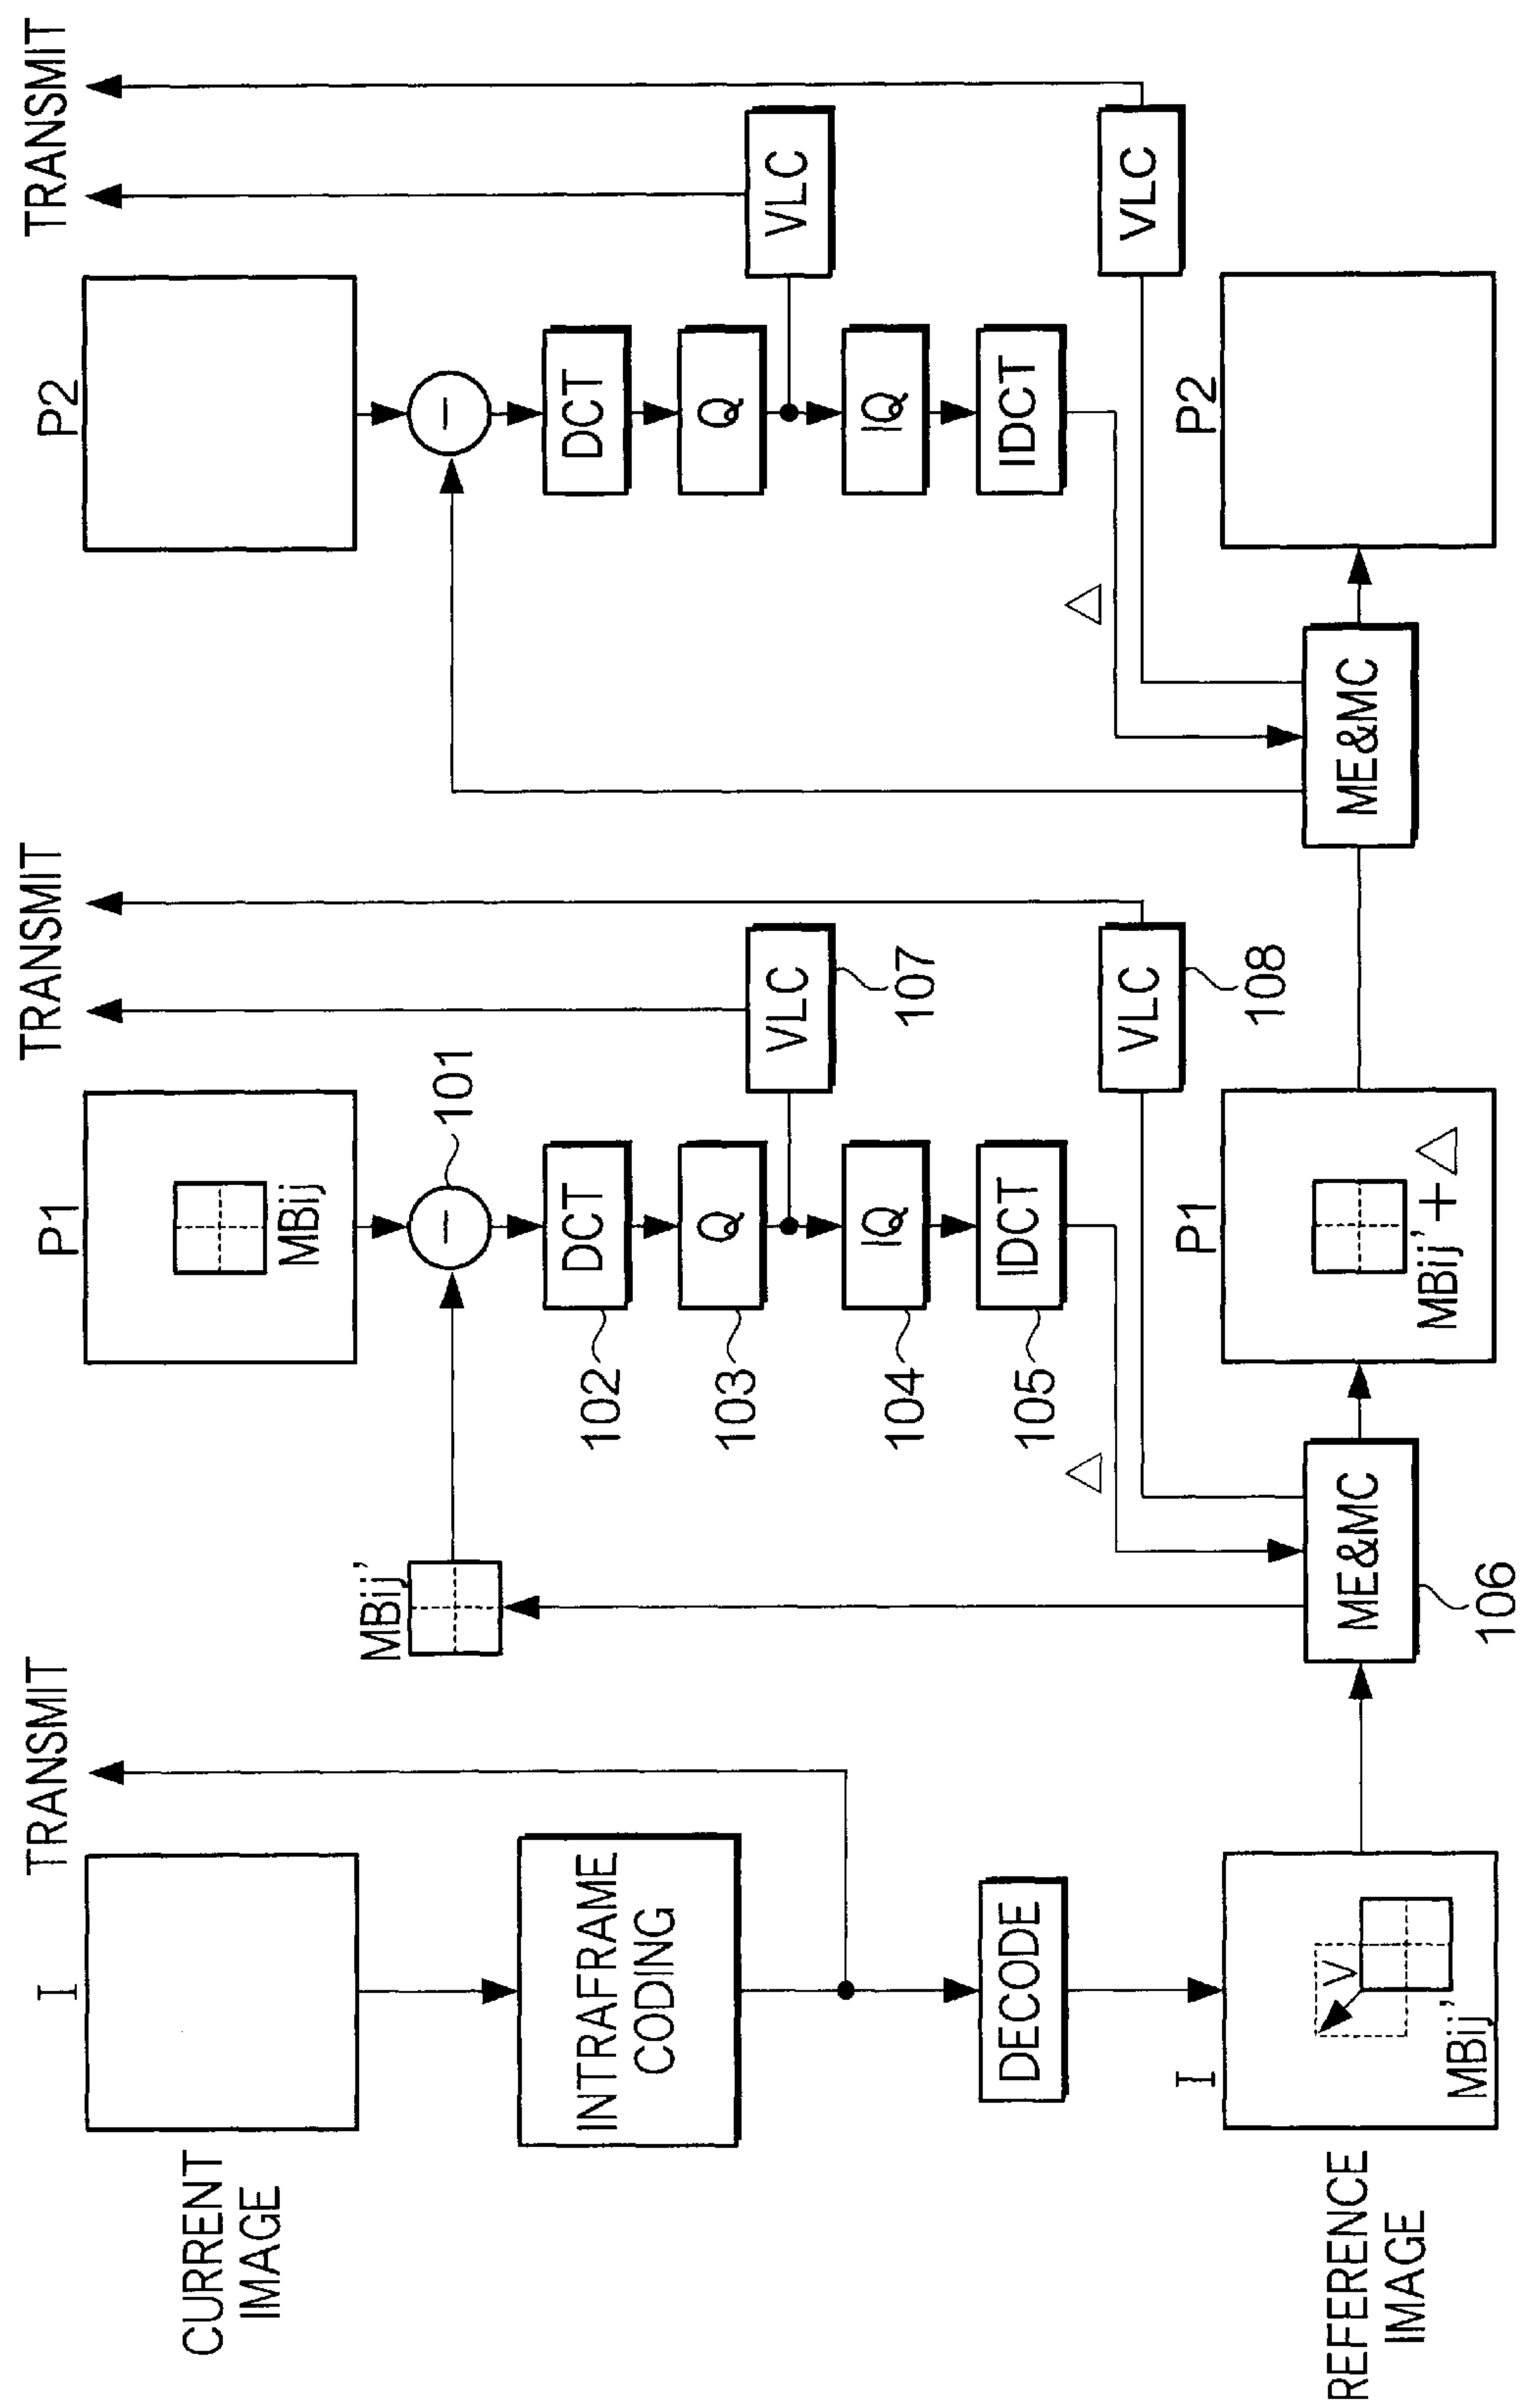 TRANSMIT
TRANSMIT
TRANSMIT
I
P1
P2
CURRENT
IMAGE
MBij
MBij'
101
INTRAFRAME
CODING
DCT
102
DCT
Q
103
Q
VLC
107
VLC
IQ
104
IQ
DECODE
IDCT
105
IDCT
△
△
VLC
108
VLC
I
P1
P2
REFERENCE
IMAGE
V
MBij'
ME&MC
106
MBij'+△
ME&MC